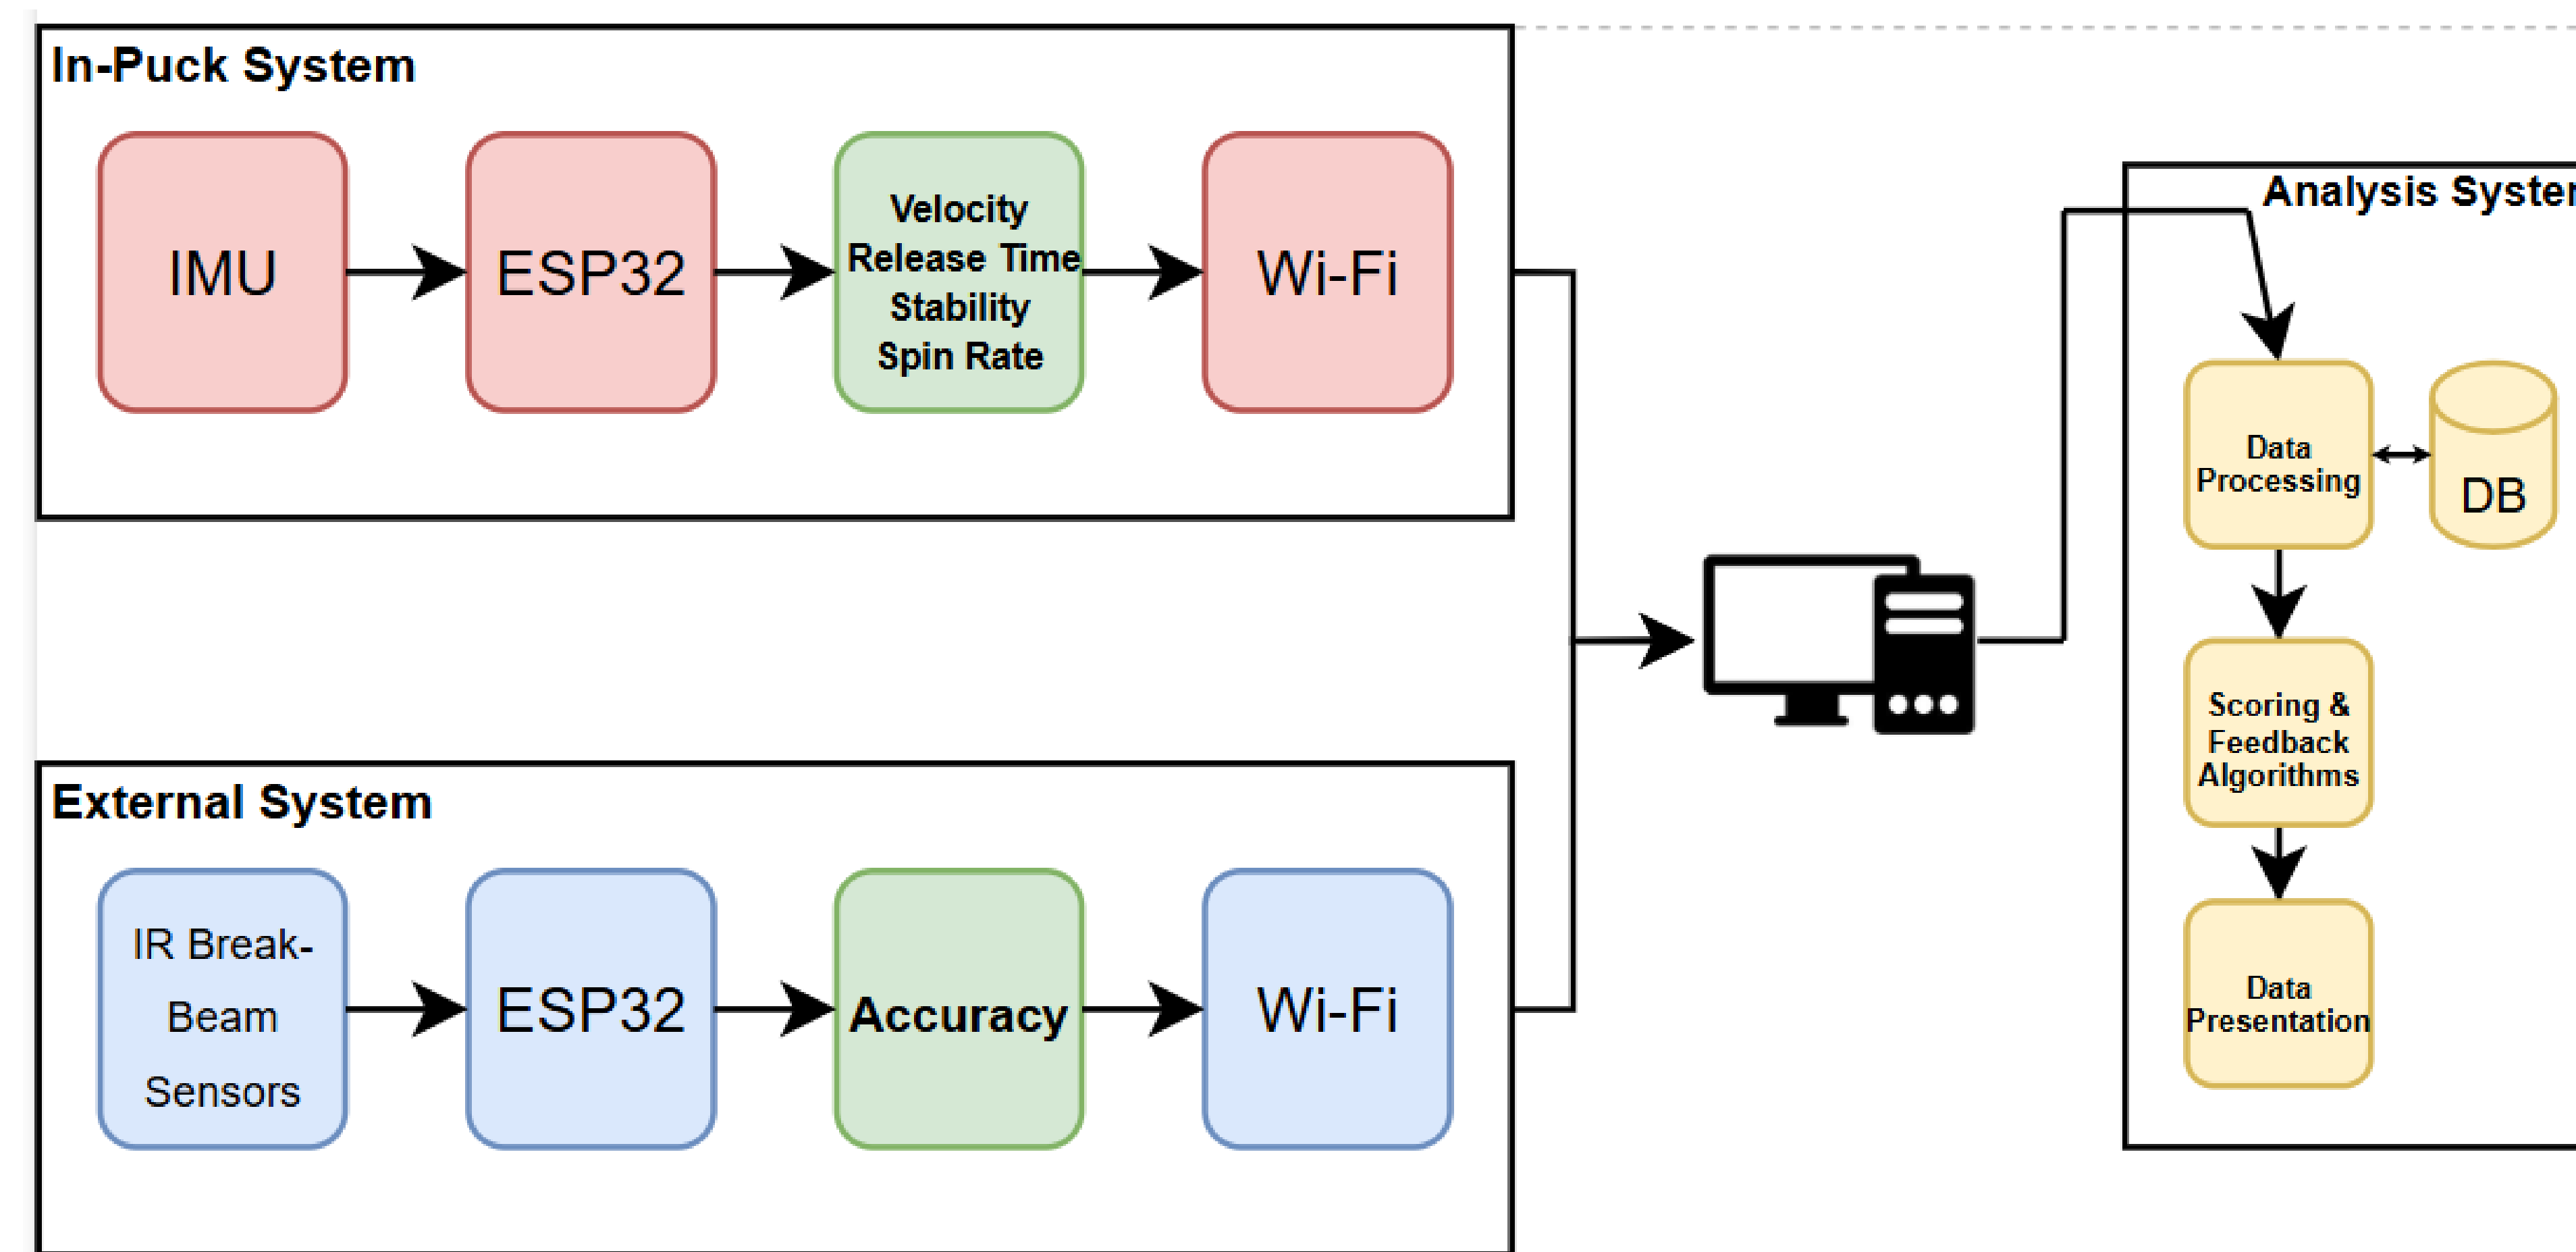 In-Puck System
IMU
ESP32
Velocity
Release Time
Stability
Spin Rate
Wi-Fi
External System
IR Break-
Beam
Sensors
ESP32
Accuracy
Wi-Fi
Analysis
Data
Processing
DB
Scoring &
Feedback
Algorithms
Data
Presentation